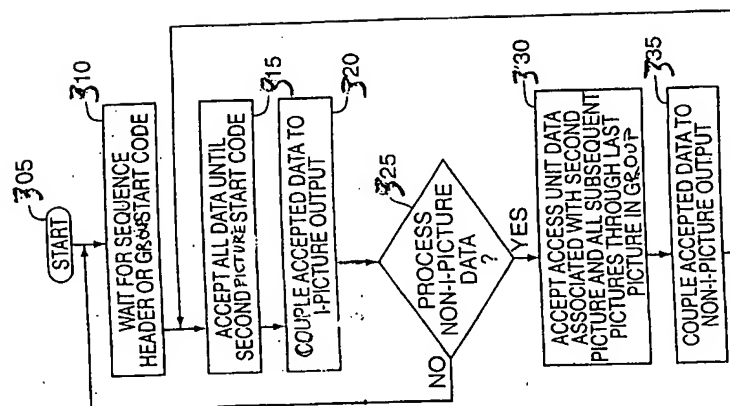 305
START
310
WAIT FOR SEQUENCE
HEADER OR GROUP START CODE
315
ACCEPT ALL DATA UNTIL
SECOND PICTURE START CODE
320
COUPLE ACCEPTED DATA TO
I-PICTURE OUTPUT
325
PROCESS
NON-I-PICTURE
DATA
?
NO
YES
330
ACCEPT ACCESS UNIT DATA
ASSOCIATED WITH SECOND
PICTURE AND ALL SUBSEQUENT
PICTURES THROUGH LAST
PICTURE IN GROUP
335
COUPLE ACCEPTED DATA TO
NON-I-PICTURE OUTPUT